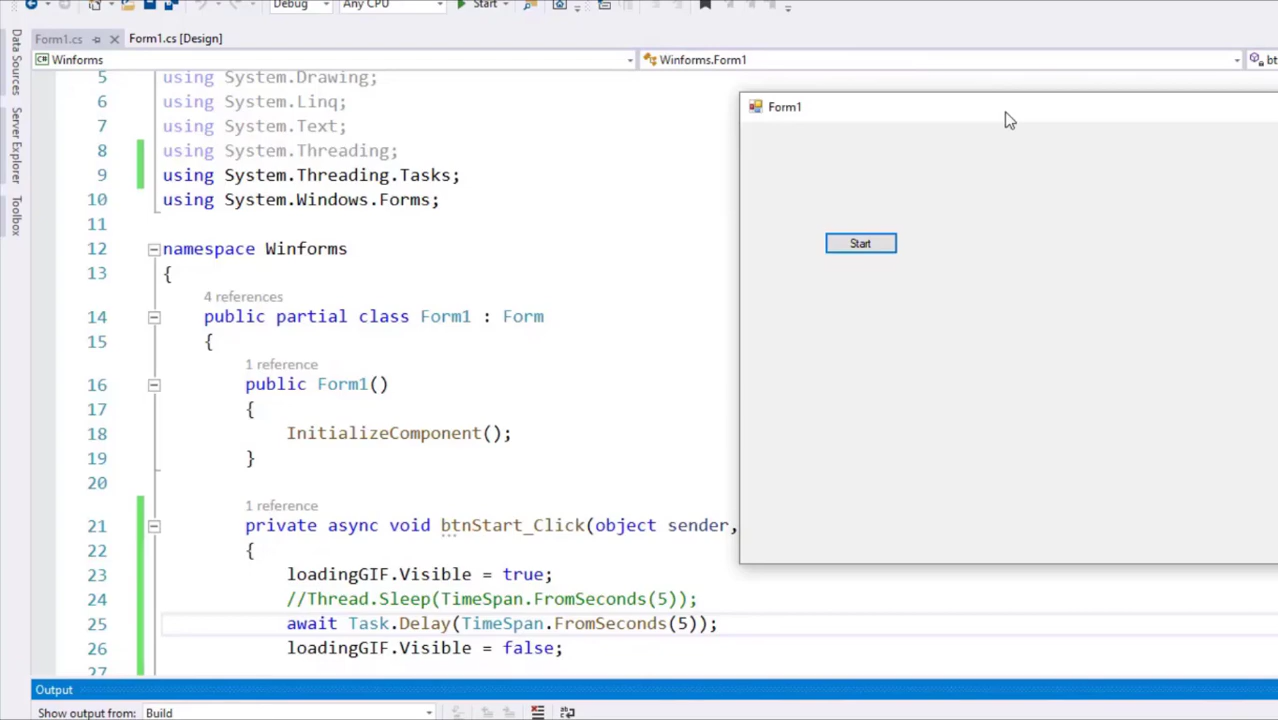 Debug
Any CPU
Start
Form1.cs
Form1.cs [Design]
C# Winforms
Winforms.Form1
bt
Data Sources
Server Explorer
Toolbox
5 using System.Drawing;
6 using System.Linq;
7 using System.Text;
8 using System.Threading;
9 using System.Threading.Tasks;
10 using System.Windows.Forms;
11
12 namespace Winforms
13 {
4 references
14 public partial class Form1 : Form
15 {
1 reference
16 public Form1()
17 {
18 InitializeComponent();
19 }
20
1 reference
21 private async void btnStart_Click(object sender,
22 {
23 loadingGIF.Visible = true;
24 //Thread.Sleep(TimeSpan.FromSeconds(5));
25 await Task.Delay(TimeSpan.FromSeconds(5));
26 loadingGIF.Visible = false;
27
Form1
Start
Output
Show output from: Build